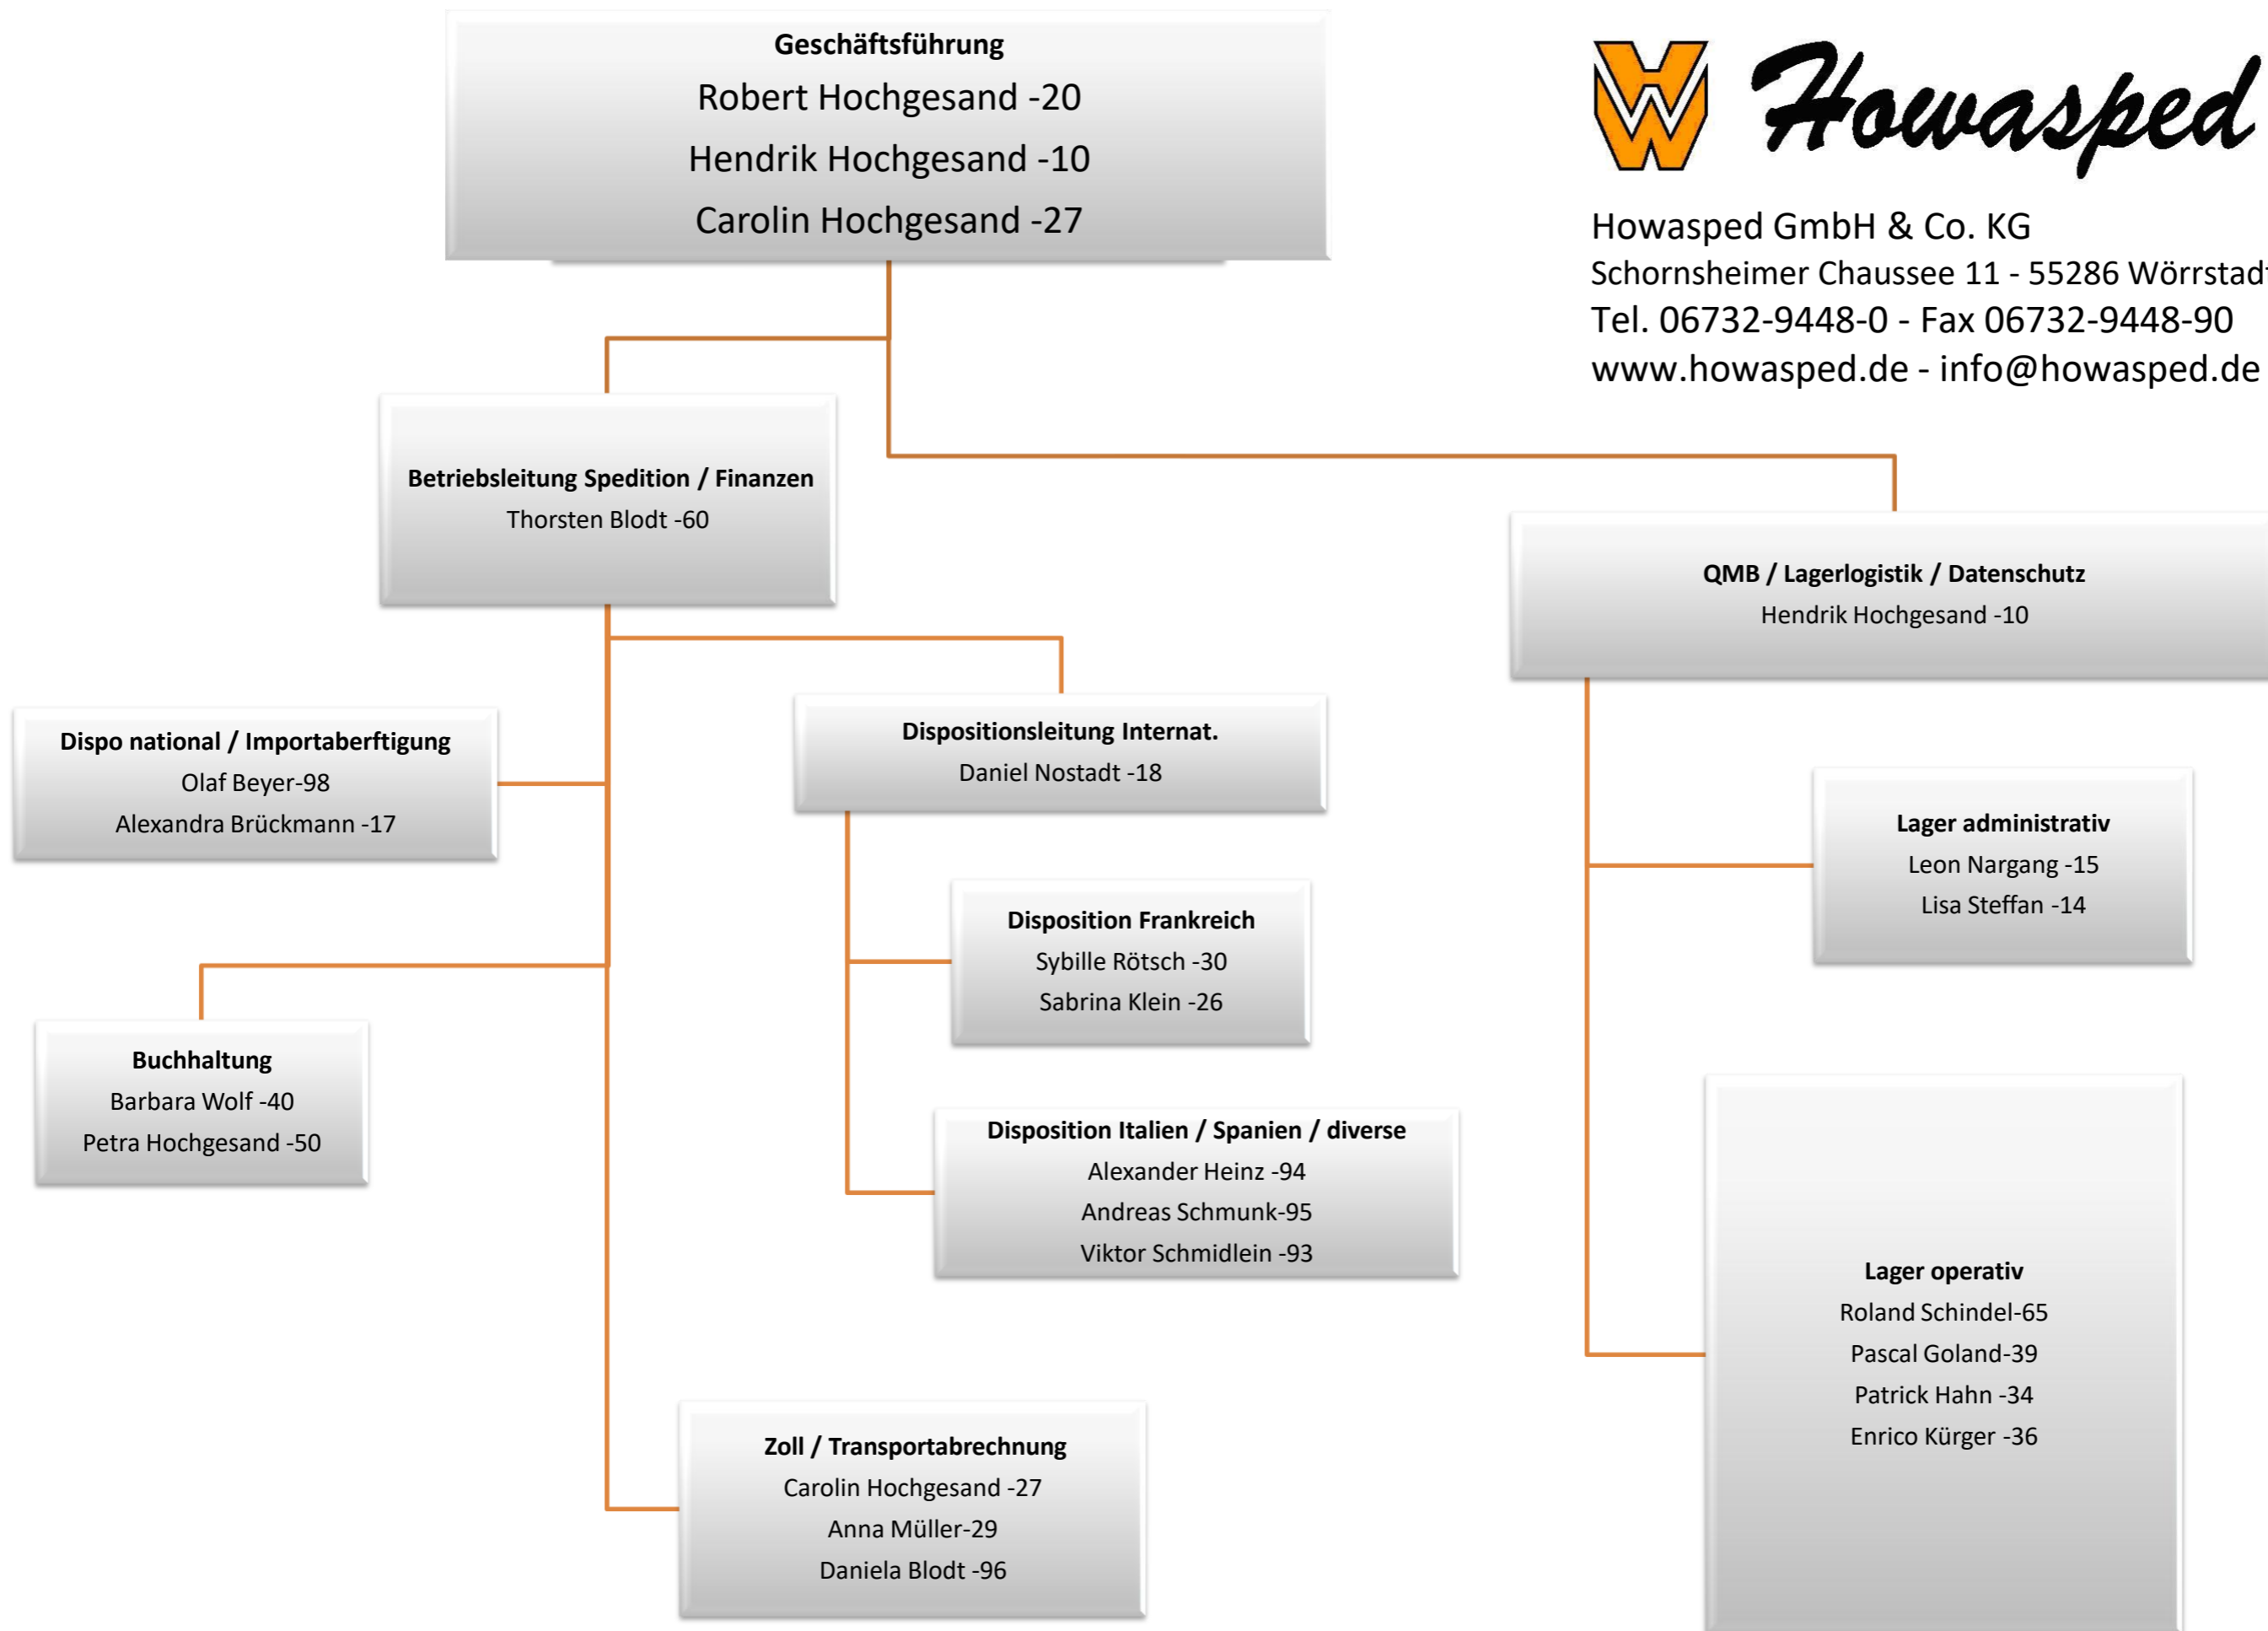 Geschäftsführung
Robert Hochgesand -20
Hendrik Hochgesand -10
Carolin Hochgesand -27
Howasped
Howasped GmbH & Co. KG
Schornsheimer Chaussee 11 - 55286 Wörrstadt
Tel. 06732-9448-0 - Fax 06732-9448-90
www.howasped.de - info@howasped.de
Betriebsleitung Spedition / Finanzen
Thorsten Blodt -60
QMB / Lagerlogistik / Datenschutz
Hendrik Hochgesand -10
Dispo national / Importaberftigung
Olaf Beyer-98
Alexandra Brückmann -17
Dispositionsleitung Internat.
Daniel Nostadt -18
Lager administrativ
Leon Nargang -15
Lisa Steffan -14
Disposition Frankreich
Sybille Rötsch -30
Sabrina Klein -26
Buchhaltung
Barbara Wolf -40
Petra Hochgesand -50
Disposition Italien / Spanien / diverse
Alexander Heinz -94
Andreas Schmunk-95
Viktor Schmidlein -93
Lager operativ
Roland Schindel-65
Pascal Goland-39
Patrick Hahn -34
Enrico Kürger -36
Zoll / Transportabrechnung
Carolin Hochgesand -27
Anna Müller-29
Daniela Blodt -96